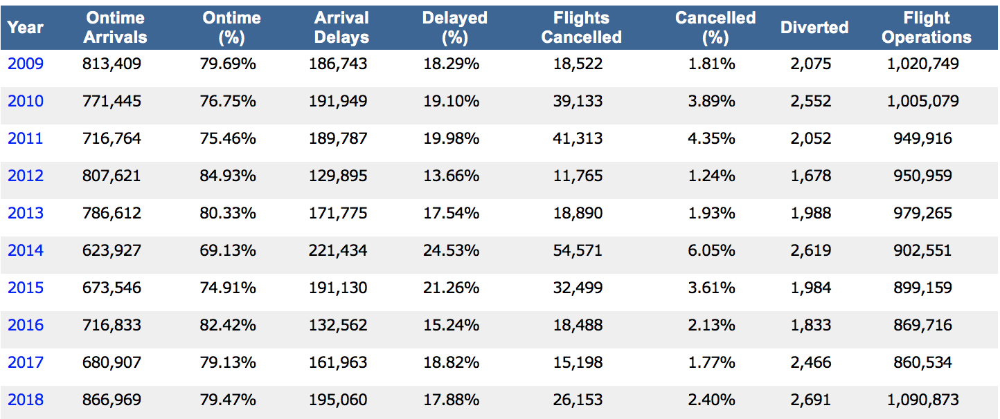 Year Ontime Arrivals Ontime (%) Arrival Delays Delayed (%) Flights Cancelled Cancelled (%) Diverted Flight Operations
2009 813,409 79.69% 186,743 18.29% 18,522 1.81% 2,075 1,020,749
2010 771,445 76.75% 191,949 19.10% 39,133 3.89% 2,552 1,005,079
2011 716,764 75.46% 189,787 19.98% 41,313 4.35% 2,052 949,916
2012 807,621 84.93% 129,895 13.66% 11,765 1.24% 1,678 950,959
2013 786,612 80.33% 171,775 17.54% 18,890 1.93% 1,988 979,265
2014 623,927 69.13% 221,434 24.53% 54,571 6.05% 2,619 902,551
2015 673,546 74.91% 191,130 21.26% 32,499 3.61% 1,984 899,159
2016 716,833 82.42% 132,562 15.24% 18,488 2.13% 1,833 869,716
2017 680,907 79.13% 161,963 18.82% 15,198 1.77% 2,466 860,534
2018 866,969 79.47% 195,060 17.88% 26,153 2.40% 2,691 1,090,873